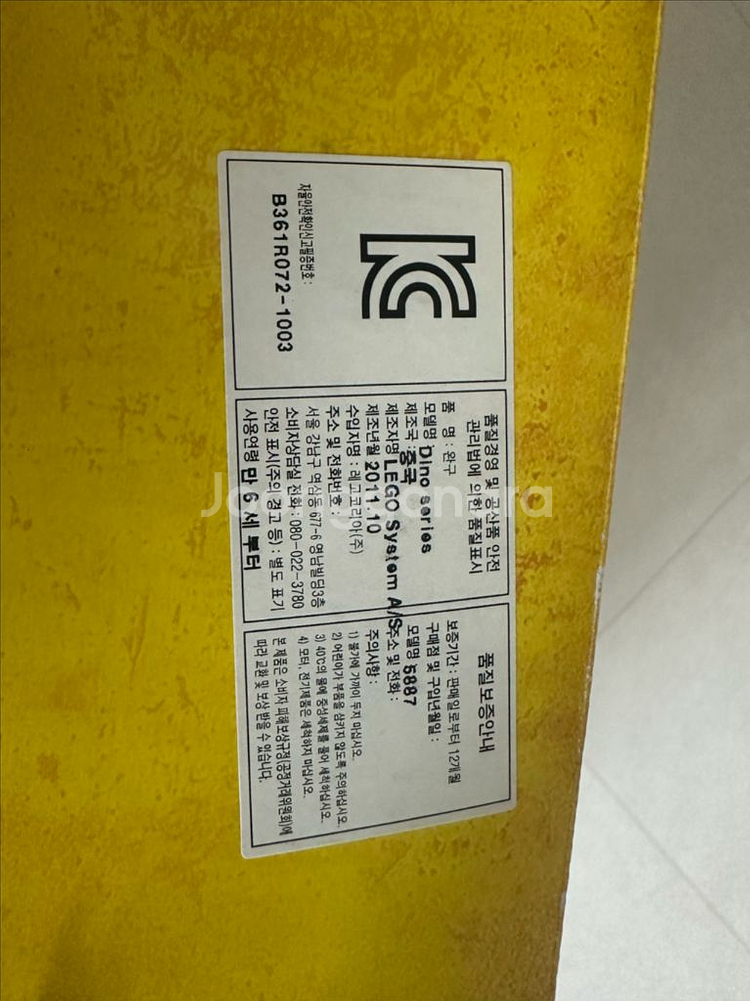 KC
자율안전확인신고필증번호:
B361R072-1003
품질경영 및 공산품 안전
관리법에 의한 품질표시
품 명 : 완구
모델명 : Dino series
제조국 : 중국
제조자명 LEGO System A/S
제조년월 2011.10
수입자명 : 레고코리아(주)
주소 및 전화번호 :
서울 강남구 역삼동 677-6 영남빌딩3층
소비자상담실 전화 : 080-022-3780
안전 표시(주의 경고 등) : 별도 표기
사용연령 만 6 세 부터
품질보증안내
보증기간 : 판매일로부터 12개월
구매점 및 구입년월일 :
모델명 5887
주소 및 전화 :
주의사항 :
1) 불기에 가까이 두지 마십시오.
2) 어린이가 부품을 삼키지 않도록 주의하십시오.
3) 40℃의 물에 중성세제를 풀어 세척하십시오.
4) 모터, 전기제품은 세척하지 마십시오.
본 제품은 소비자 피해보상규정(공정거래위원회)에
따라 교환 및 보상 받을 수 있습니다.
Joonggonara